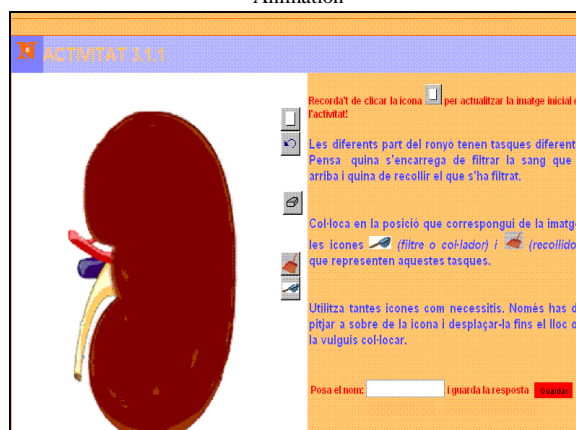 Animation
ACTIVITAT 3.1.1
Recorda't de clicar la icona per actualitzar la imatge inicial
l'activitat!
Les diferents part del ronyó tenen tasques diferent
Pensa quina s'encarrega de filtrar la sang que
arriba i quina de recollir el que s'ha filtrat.
Col·loca en la posició que correspongui de la imatg
les icones (filtre o col·lador) i (recollido
que representen aquestes tasques.
Utilitza tantes icones com necessitis. Només has d
pitjar a sobre de la icona i desplaçar-la fins el lloc o
la vulguis col·locar.
Posa el nom: i guarda la resposta Guardar